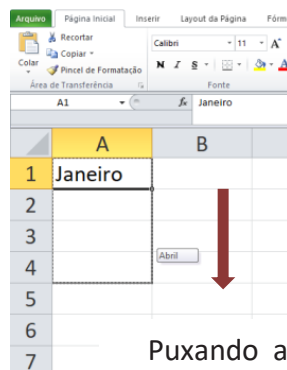 Arquivo Página Inicial Inserir Layout da Página Fórm
Recortar
Copiar
Pincel de Formatação
Colar
Área de Transferência
Calibri 11 A
N I S A
Fonte
A1 fx Janeiro
A B
1 Janeiro
2
3
Abril
4
5
6
7
Puxando a